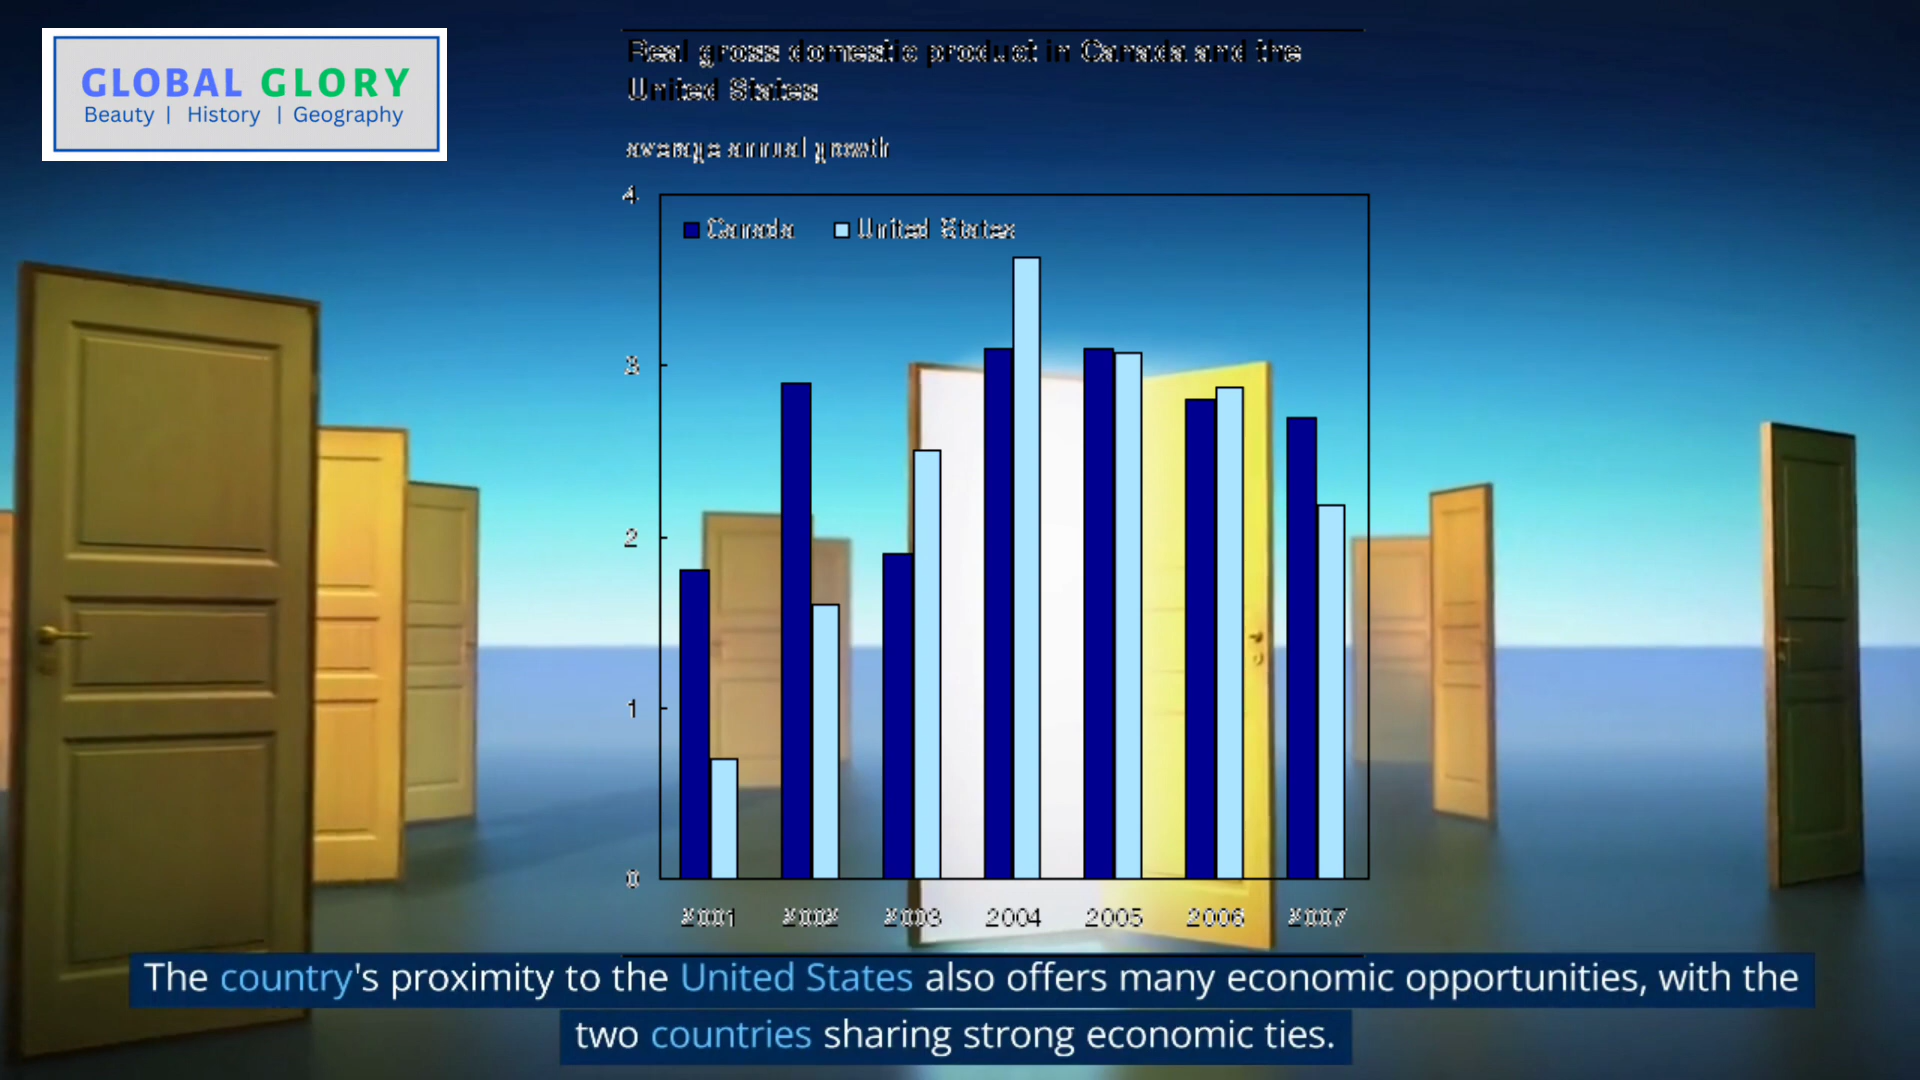 GLOBAL GLORY
Beauty | History | Geography
Real gross domestic product in Canada and the
United States
average annual growth
4
Canada United States
3
2
1
0
2001 2002 2003 2004 2005 2006 2007
The country's proximity to the United States also offers many economic opportunities, with the
two countries sharing strong economic ties.